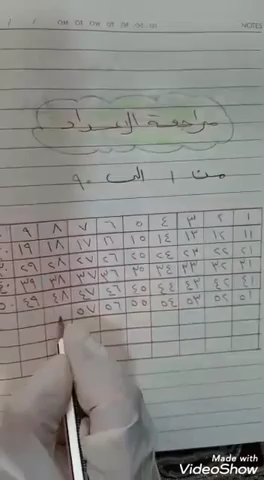 NOTES
مراجعة الاعداد
من ١ الى ٩٠
١ ٢ ٣ ٤ ٥ ٦ ٧ ٨ ٩
١١ ١٢ ١٣ ١٤ ١٥ ١٦ ١٧ ١٨ ١٩
٢١ ٢٢ ٢٣ ٢٤ ٢٥ ٢٦ ٢٧ ٢٨ ٢٩
٣١ ٣٢ ٣٣ ٣٤ ٣٥ ٣٦ ٣٧ ٣٨ ٣٩
٤١ ٤٢ ٤٣ ٤٤ ٤٥ ٤٦ ٤٧ ٤٨ ٤٩
٥١ ٥٢ ٥٣ ٥٤ ٥٥ ٥٦ ٥٧
Made with
VideoShow